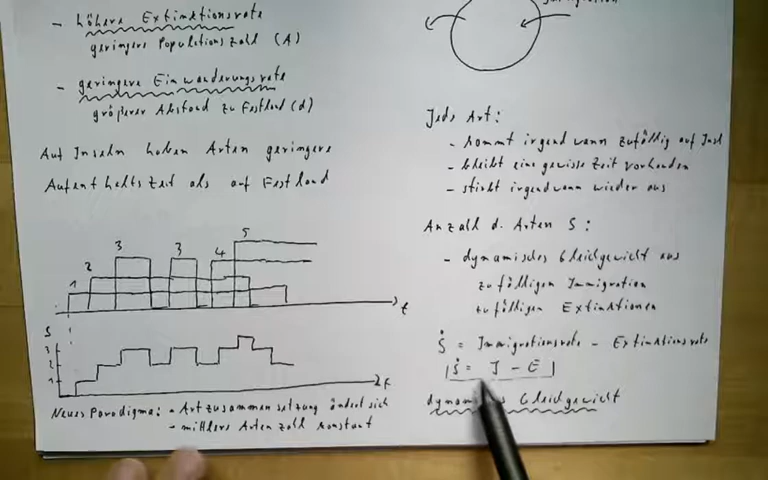 - höhere Extinktionsrate
geringere Populationszahl (A)
- geringere Einwanderungsrate
größerer Abstand zu Festland (d)
Auf Inseln haben Arten geringere
Aufenthaltszeit als auf Festland
1 2 3 3 4 5
t
S
3
2
1
t
Neues Paradigma: - Artzusammensetzung ändert sich
- mittlere Artenzahl konstant
Jede Art:
- kommt irgendwann zufällig auf Insel
- bleibt eine gewisse Zeit vorhanden
- stirbt irgendwann wieder aus
Anzahl d. Arten S:
- dynamisches Gleichgewicht aus
zufälligen Immigration
zufälligen Extinktionen
Ṡ = Immigrationsrate - Extinktionsrate
Ṡ = I - E
Gleichgewicht